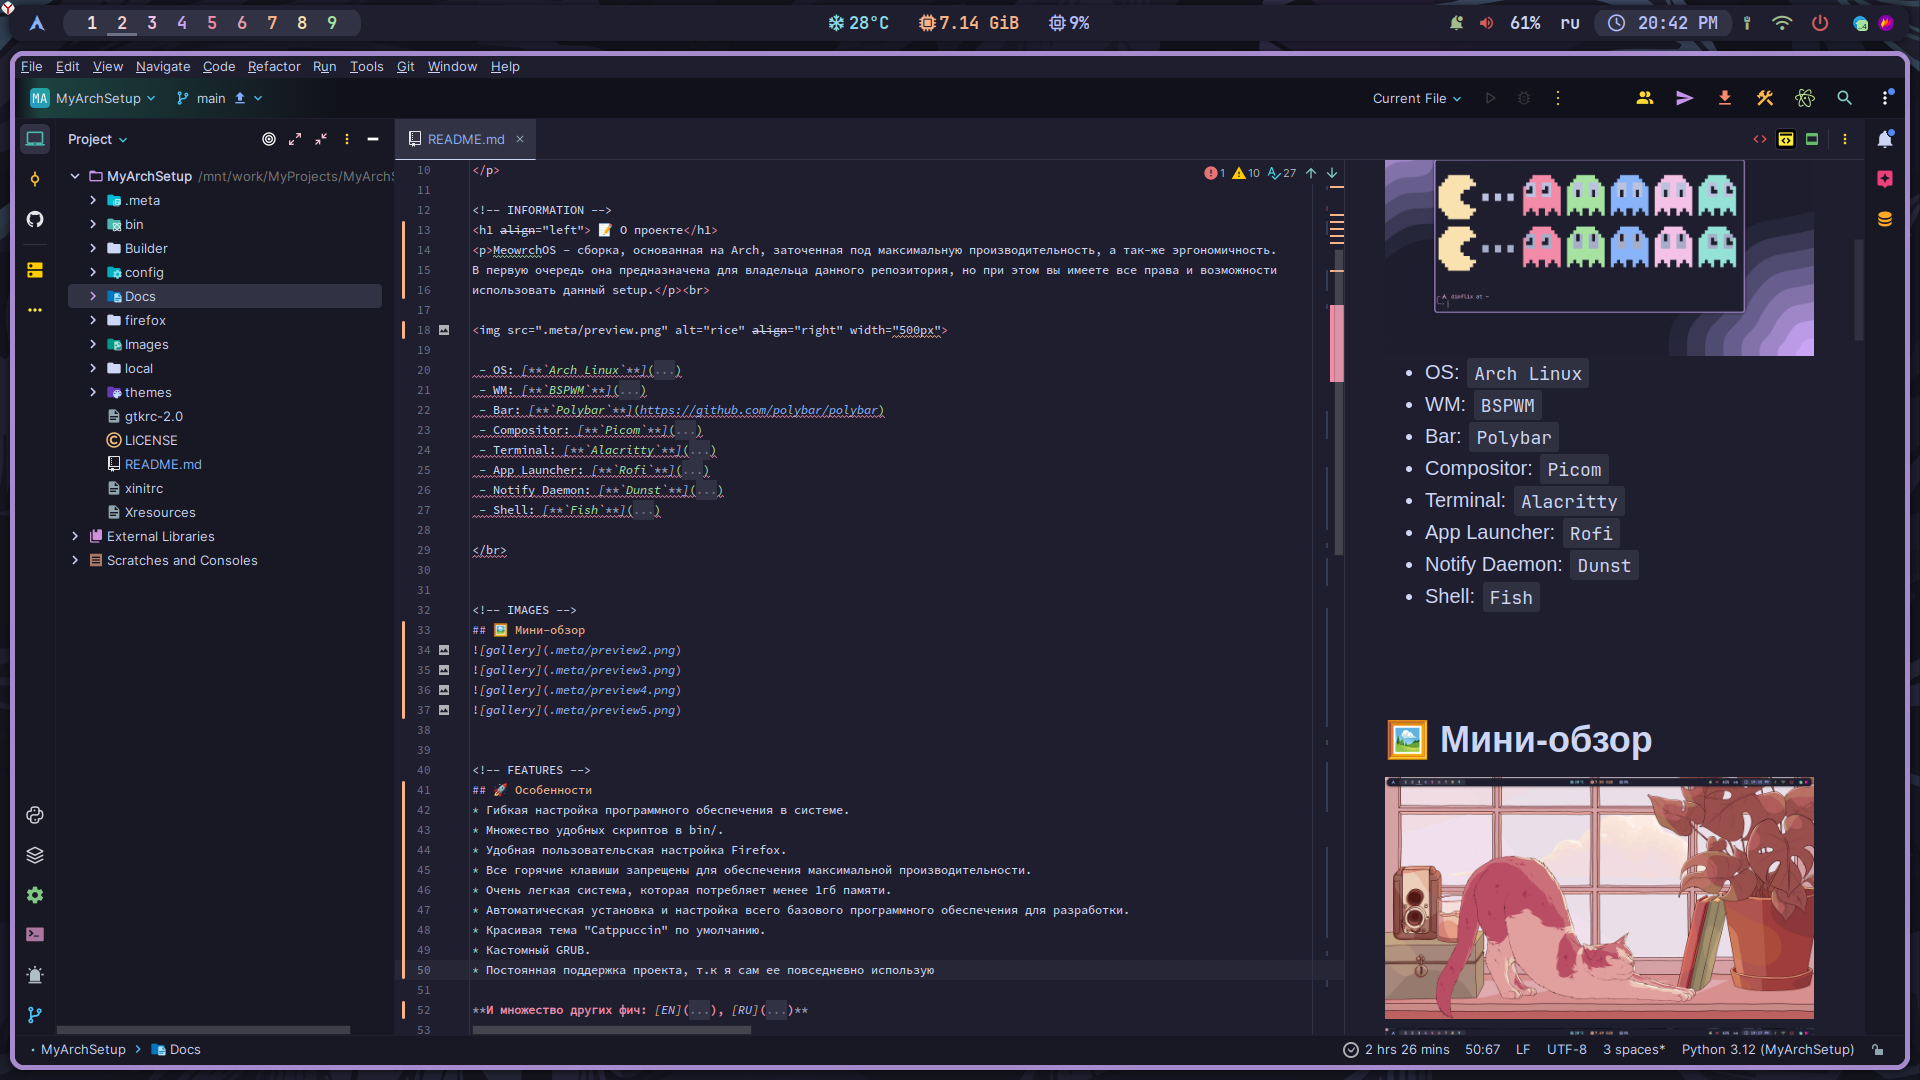 1 2 3 4 5 6 7 8 9
28°C 7.14 GiB 9%
61% ru 20:42 PM
File Edit View Navigate Code Refactor Run Tools Git Window Help
MA MyArchSetup main
Current File
Project
README.md
MyArchSetup /mnt/work/MyProjects/MyArchS
.meta
bin
Builder
config
Docs
firefox
Images
local
themes
gtkrc-2.0
LICENSE
README.md
xinitrc
Xresources
External Libraries
Scratches and Consoles
1 10 27
10 </p>
11
12 <!-- INFORMATION -->
13 <h1 align="left"> 📝 О проекте</h1>
14 <p>MeowrchOS – сборка, основанная на Arch, заточенная под максимальную производительность, а так-же эргономичность.
15 В первую очередь она предназначена для владельца данного репозитория, но при этом вы имеете все права и возможности
16 использовать данный setup.</p><br>
17
18 <img src=".meta/preview.png" alt="rice" align="right" width="500px">
19
20 - OS: [**`Arch Linux`**](...)
21 - WM: [**`BSPWM`**](...)
22 - Bar: [**`Polybar`**](https://github.com/polybar/polybar)
23 - Compositor: [**`Picom`**](...)
24 - Terminal: [**`Alacritty`**](...)
25 - App Launcher: [**`Rofi`**](...)
26 - Notify Daemon: [**`Dunst`**](...)
27 - Shell: [**`Fish`**](...)
28
29 </br>
30
31
32 <!-- IMAGES -->
33 ## 🖼️ Мини-обзор
34 ![gallery](.meta/preview2.png)
35 ![gallery](.meta/preview3.png)
36 ![gallery](.meta/preview4.png)
37 ![gallery](.meta/preview5.png)
38
39
40 <!-- FEATURES -->
41 ## 🚀 Особенности
42 * Гибкая настройка программного обеспечения в системе.
43 * Множество удобных скриптов в bin/.
44 * Удобная пользовательская настройка Firefox.
45 * Все горячие клавиши запрещены для обеспечения максимальной производительности.
46 * Очень легкая система, которая потребляет менее 1гб памяти.
47 * Автоматическая установка и настройка всего базового программного обеспечения для разработки.
48 * Красивая тема "Catppuccin" по умолчанию.
49 * Кастомный GRUB.
50 * Постоянная поддержка проекта, т.к я сам ее повседневно использую
51
52 **И множество других фич: [EN](...), [RU](...)**
53
OS: Arch Linux
WM: BSPWM
Bar: Polybar
Compositor: Picom
Terminal: Alacritty
App Launcher: Rofi
Notify Daemon: Dunst
Shell: Fish
🖼️ Мини-обзор
MyArchSetup > Docs
2 hrs 26 mins 50:67 LF UTF-8 3 spaces* Python 3.12 (MyArchSetup)